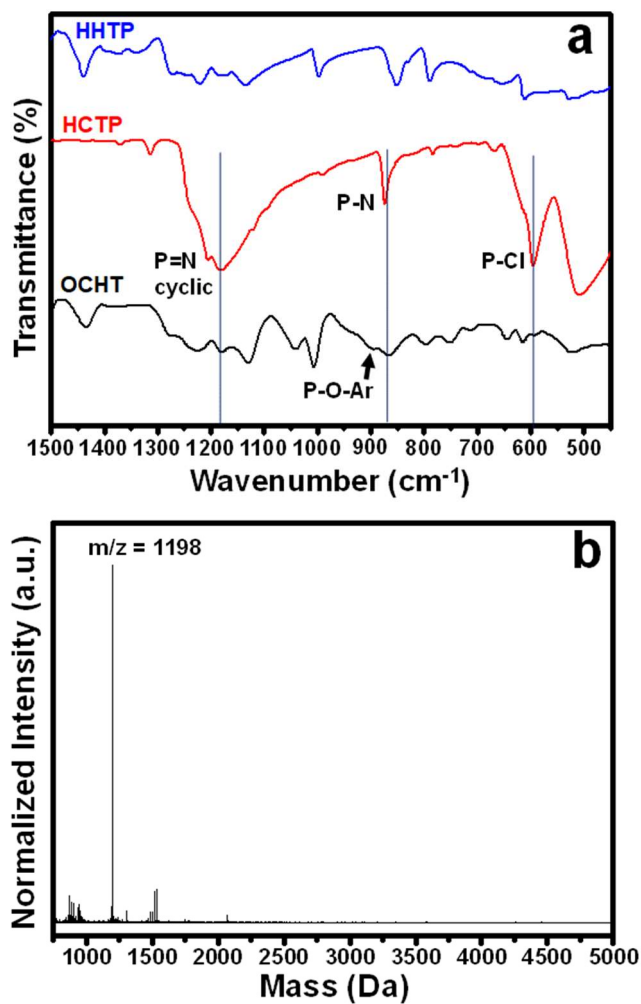 a
HHTP
HCTP
P-N
P=N
cyclic
P-Cl
OCHT
P-O-Ar
Transmittance (%)
1500 1400 1300 1200 1100 1000 900 800 700 600 500
Wavenumber (cm-1)
b
m/z = 1198
Normalized Intensity (a.u.)
1000 1500 2000 2500 3000 3500 4000 4500 5000
Mass (Da)